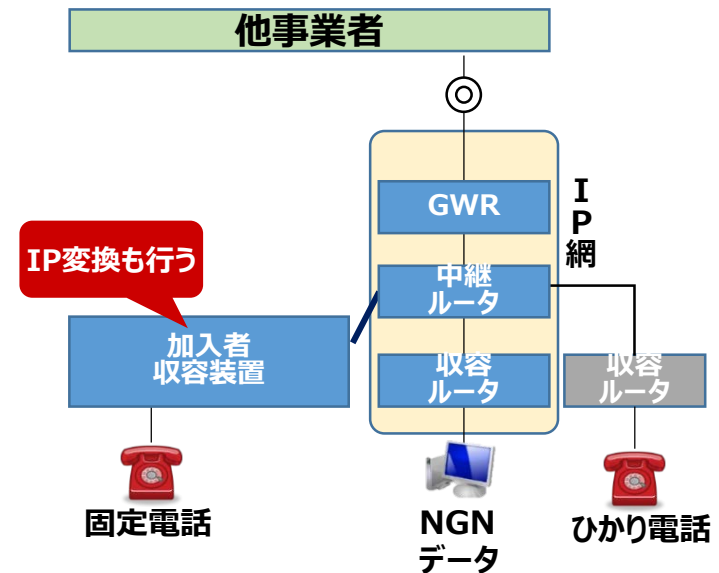 他事業者
GWR
IP網
IP変換も行う
中継
ルータ
加入者
収容装置
収容
ルータ
収容
ルータ
固定電話
NGN
データ
ひかり電話